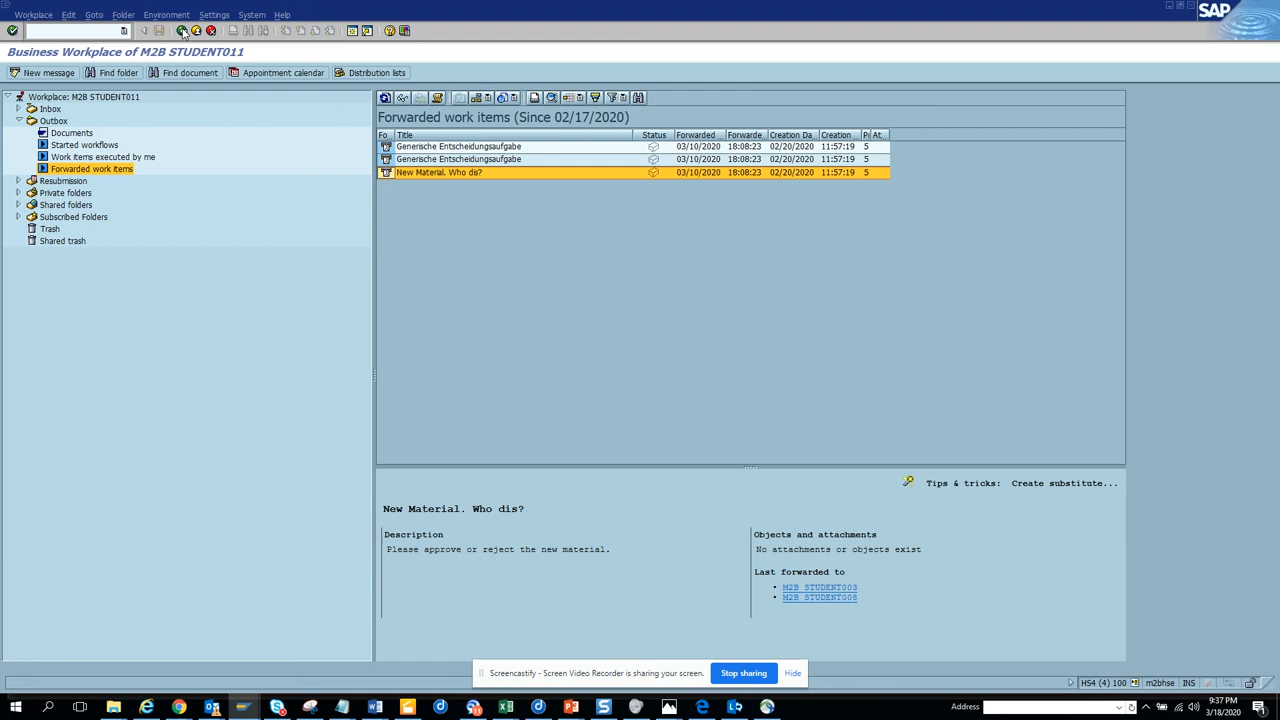 Workplace Edit Goto Folder Environment Settings System Help
SAP
Business Workplace of M2B STUDENT011
New message Find folder Find document Appointment calendar Distribution lists
Workplace: M2B STUDENT011
Inbox
Outbox
Documents
Started workflows
Work items executed by me
Forwarded work items
Resubmission
Private folders
Shared folders
Subscribed Folders
Trash
Shared trash
Forwarded work items (Since 02/17/2020)
Fo... Title Status Forwarded ... Forwarde... Creation Da... Creation ... At...
Generische Entscheidungsaufgabe 03/10/2020 18:08:23 02/20/2020 11:57:19 5
Generische Entscheidungsaufgabe 03/10/2020 18:08:23 02/20/2020 11:57:19 5
New Material. Who dis? 03/10/2020 18:08:23 02/20/2020 11:57:19 5
Tips & tricks: Create substitute...
New Material. Who dis?
Description
Please approve or reject the new material.
Objects and attachments
No attachments or objects exist
Last forwarded to
• M2B STUDENT003
• M2B STUDENT008
Screencastify - Screen Video Recorder is sharing your screen. Stop sharing Hide
HS4 (4) 100 m2bhse INS
Address
9:37 PM
3/18/2020